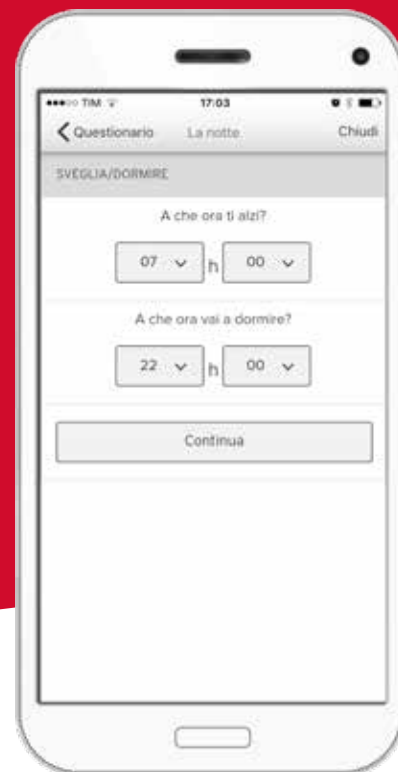 TIM 17:03
Questionario La notte Chiudi
SVEGLIA/DORMIRE
A che ora ti alzi?
07 h 00
A che ora vai a dormire?
22 h 00
Continua